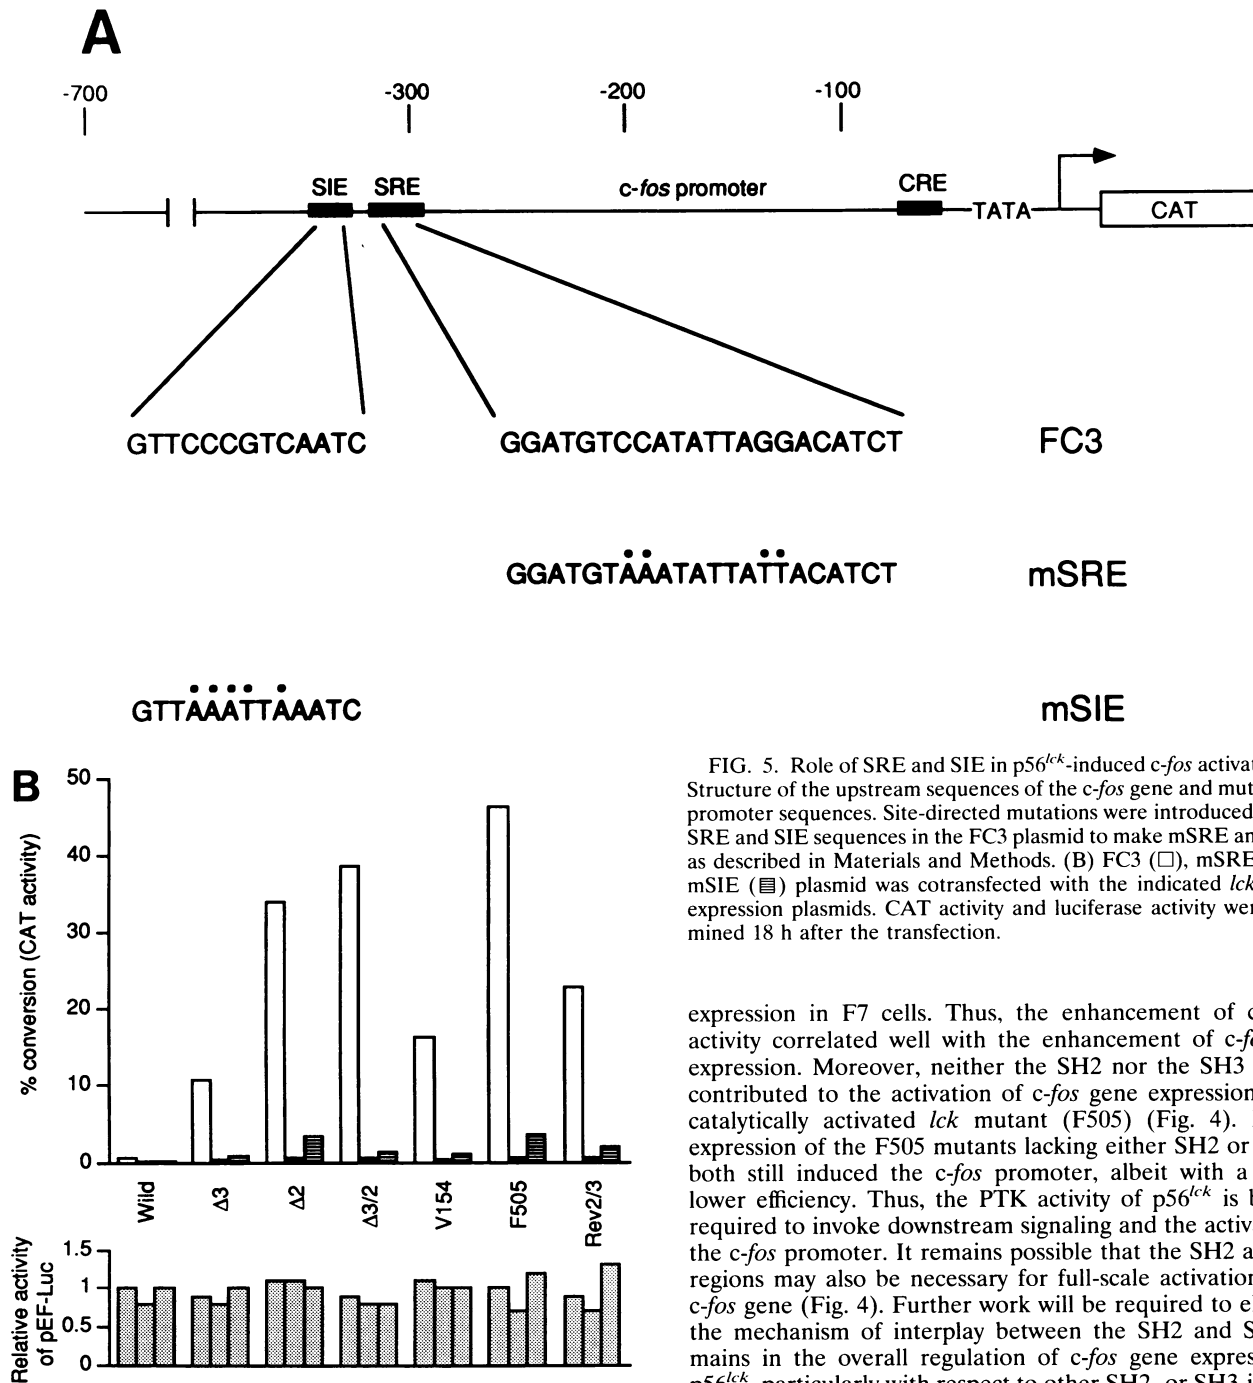 A
-700 -300 -200 -100
SIE SRE c-fos promoter CRE
TATA CAT
GTTCCCGTCAATC GGATGTCCATATTAGGACATCT FC3
GGATGTAAATATTATTACATCT mSRE
GTTAAATTAAATC mSIE
B
% conversion (CAT activity)
50
40
30
20
10
0
Wild Δ3 Δ2 Δ3/2 V154 F505 Rev2/3
Relative activity
of pEF-Luc
1.5
1
0.5
0
FIG. 5. Role of SRE and SIE in p56lck-induced c-fos
Structure of the upstream sequences of the c-fos gene and
promoter sequences. Site-directed mutations were introduced
SRE and SIE sequences in the FC3 plasmid to make mSRE
as described in Materials and Methods. (B) FC3 (□), mSRE
mSIE (▤) plasmid was cotransfected with the indicated lck
expression plasmids. CAT activity and luciferase activity
mined 18 h after the transfection.
expression in F7 cells. Thus, the enhancement of
activity correlated well with the enhancement of
expression. Moreover, neither the SH2 nor the SH3
contributed to the activation of c-fos gene expression
catalytically activated lck mutant (F505) (Fig. 4).
expression of the F505 mutants lacking either SH2 or
both still induced the c-fos promoter, albeit with a
lower efficiency. Thus, the PTK activity of p56lck is
required to invoke downstream signaling and the
the c-fos promoter. It remains possible that the SH2
regions may also be necessary for full-scale activation
c-fos gene (Fig. 4). Further work will be required to
the mechanism of interplay between the SH2 and
mains in the overall regulation of c-fos gene
p56lck, particularly with respect to other SH2 or SH3